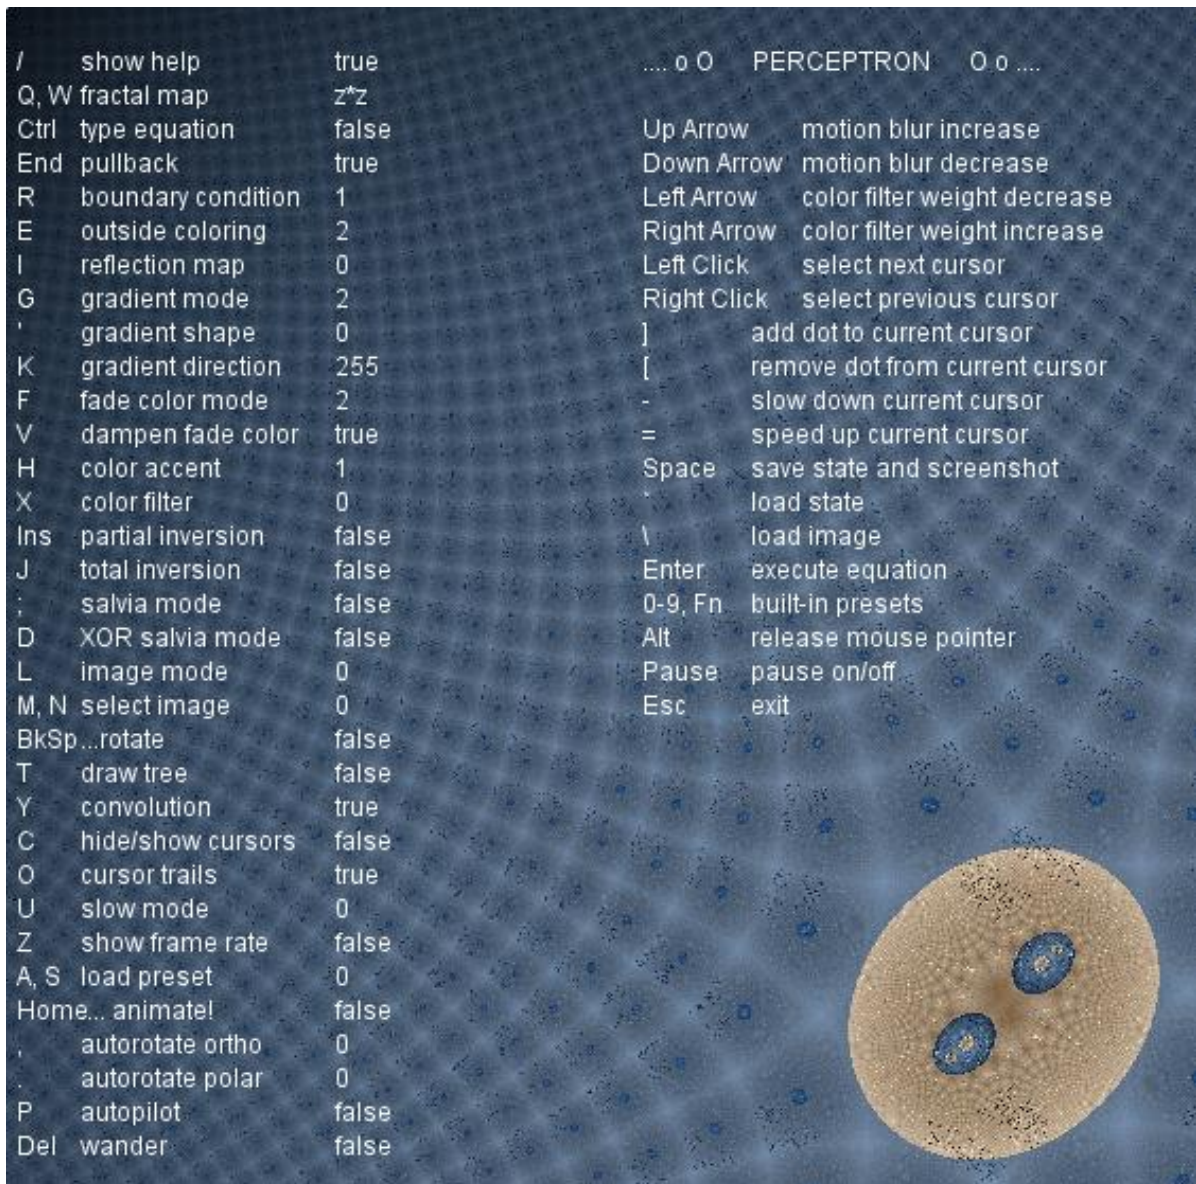 / show help true
Q, W fractal map z*z
Ctrl type equation false
End pullback true
R boundary condition 1
E outside coloring 2
I reflection map 0
G gradient mode 2
' gradient shape 0
K gradient direction 255
F fade color mode 2
V dampen fade color true
H color accent 1
X color filter 0
Ins partial inversion false
J total inversion false
; salvia mode false
D XOR salvia mode false
L image mode 0
M, N select image 0
BkSp...rotate false
T draw tree false
Y convolution true
C hide/show cursors false
O cursor trails true
U slow mode 0
Z show frame rate false
A, S load preset 0
Home... animate! false
, autorotate ortho 0
. autorotate polar 0
P autopilot false
Del wander false
.... o O PERCEPTRON O o ....
Up Arrow motion blur increase
Down Arrow motion blur decrease
Left Arrow color filter weight decrease
Right Arrow color filter weight increase
Left Click select next cursor
Right Click select previous cursor
] add dot to current cursor
[ remove dot from current cursor
- slow down current cursor
= speed up current cursor
Space save state and screenshot
` load state
\ load image
Enter execute equation
0-9, Fn built-in presets
Alt release mouse pointer
Pause pause on/off
Esc exit